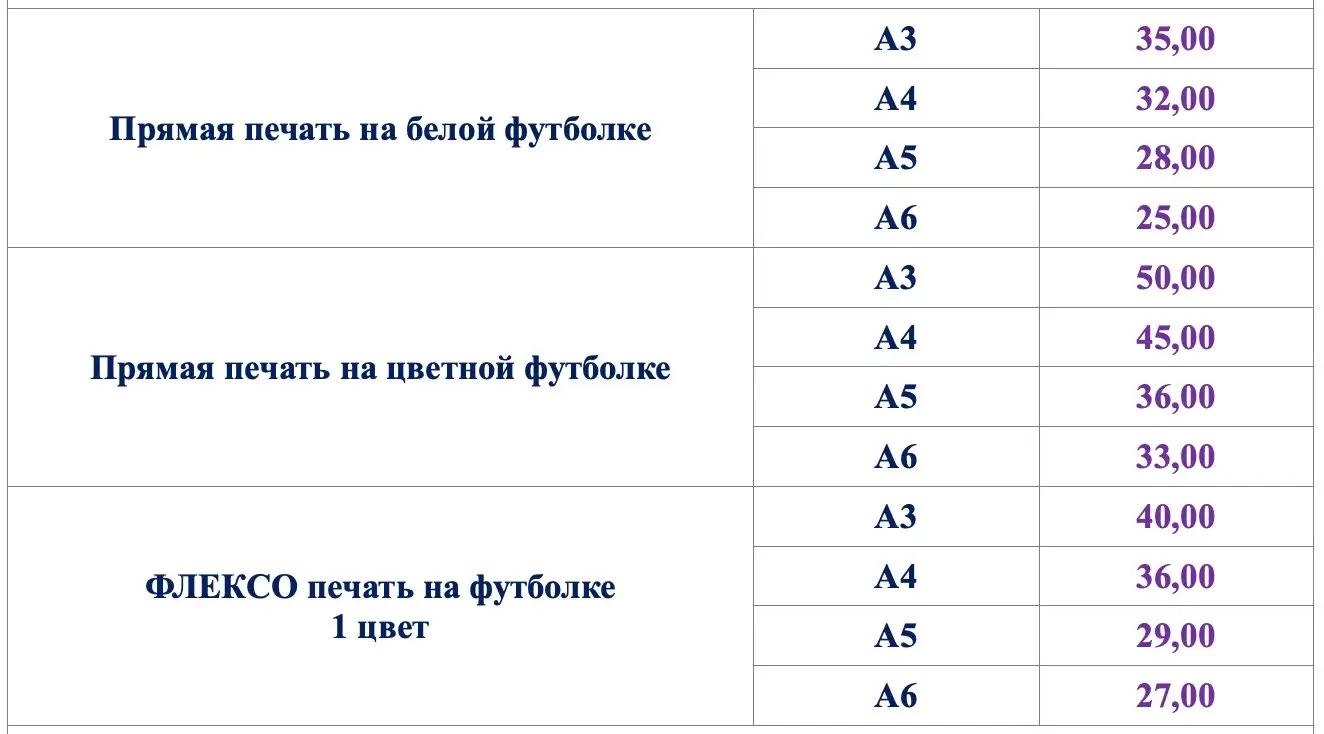 Прямая печать на белой футболке
А3 35,00
А4 32,00
А5 28,00
А6 25,00
Прямая печать на цветной футболке
А3 50,00
А4 45,00
А5 36,00
А6 33,00
ФЛЕКСО печать на футболке
1 цвет
А3 40,00
А4 36,00
А5 29,00
А6 27,00